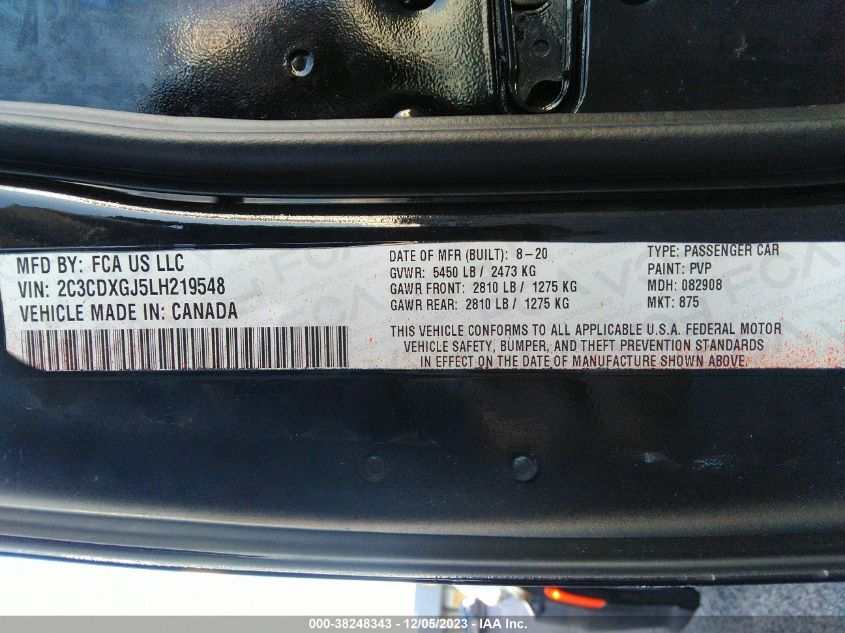 MFD BY: FCA US LLC
VIN: 2C3CDXGJ5LH219548
VEHICLE MADE IN: CANADA
DATE OF MFR (BUILT): 8-20
GVWR: 5450 LB / 2473 KG
GAWR FRONT: 2810 LB / 1275 KG
GAWR REAR: 2810 LB / 1275 KG
TYPE: PASSENGER CAR
PAINT: PVP
MDH: 082908
MKT: 875
THIS VEHICLE CONFORMS TO ALL APPLICABLE U.S.A. FEDERAL MOTOR
VEHICLE SAFETY, BUMPER, AND THEFT PREVENTION STANDARDS
IN EFFECT ON THE DATE OF MANUFACTURE SHOWN ABOVE.
000-38248343 - 12/05/2023 - IAA Inc.